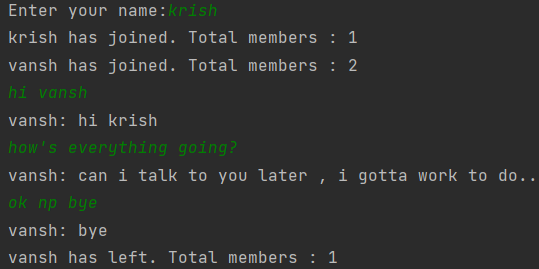 Enter your name:krish
krish has joined. Total members : 1
vansh has joined. Total members : 2
hi vansh
vansh: hi krish
how's everything going?
vansh: can i talk to you later , i gotta work to do..
ok np bye
vansh: bye
vansh has left. Total members : 1